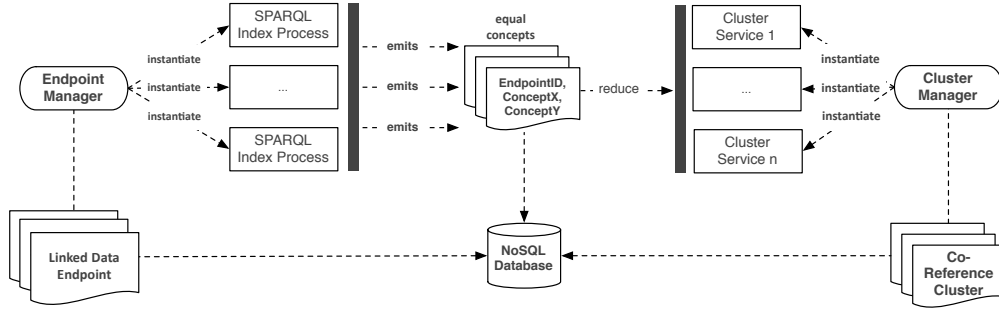 Endpoint
Manager
instantiate
instantiate
instantiate
SPARQL
Index Process
...
SPARQL
Index Process
emits
emits
emits
equal
concepts
EndpointID,
ConceptX,
ConceptY
reduce
Cluster
Service 1
...
Cluster
Service n
instantiate
instantiate
instantiate
Cluster
Manager
Linked Data
Endpoint
NoSQL
Database
Co-
Reference
Cluster